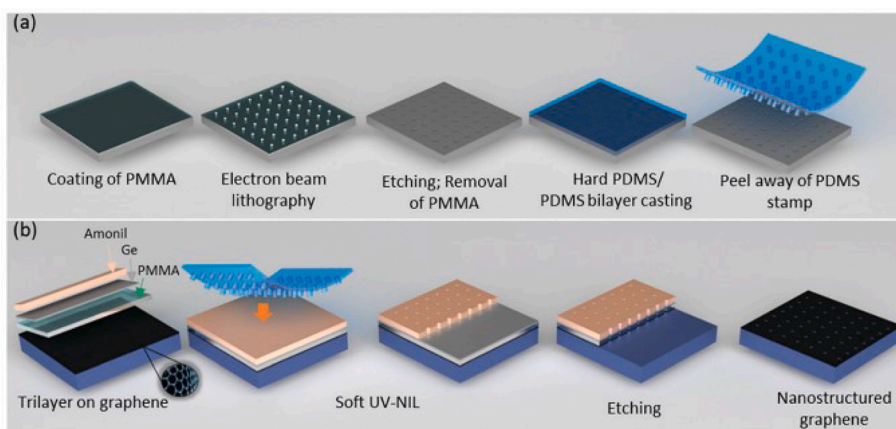 (a)
Coating of PMMA
Electron beam
lithography
Etching; Removal
of PMMA
Hard PDMS/
PDMS bilayer casting
Peel away of PDMS
stamp
(b)
Amonil
Ge
PMMA
Trilayer on graphene
Soft UV-NIL
Etching
Nanostructured
graphene